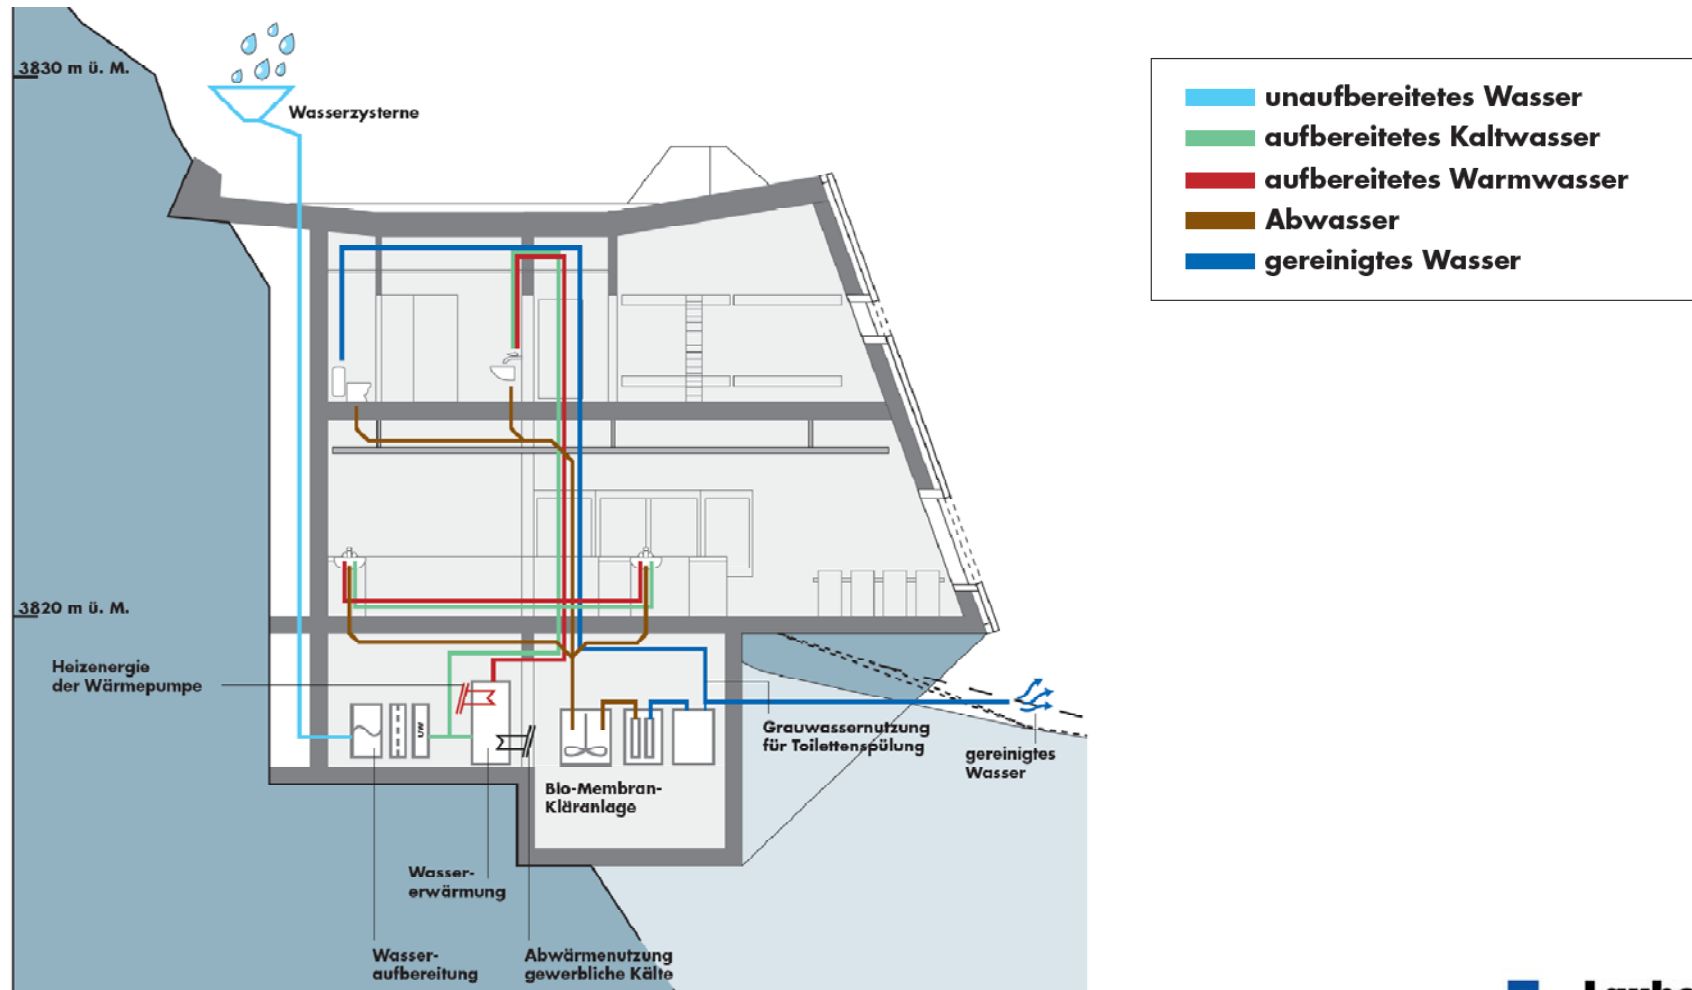 3830 m ü. M.
Wasserzysterne
unaufbereitetes Wasser
aufbereitetes Kaltwasser
aufbereitetes Warmwasser
Abwasser
gereinigtes Wasser
3820 m ü. M.
Heizenergie
der Wärmepumpe
UV
Grauwassernutzung
für Toilettenspülung
gereinigtes
Wasser
Bio-Membran-
Kläranlage
Wasser-
erwärmung
Wasser-
aufbereitung
Abwärmenutzung
gewerbliche Kälte